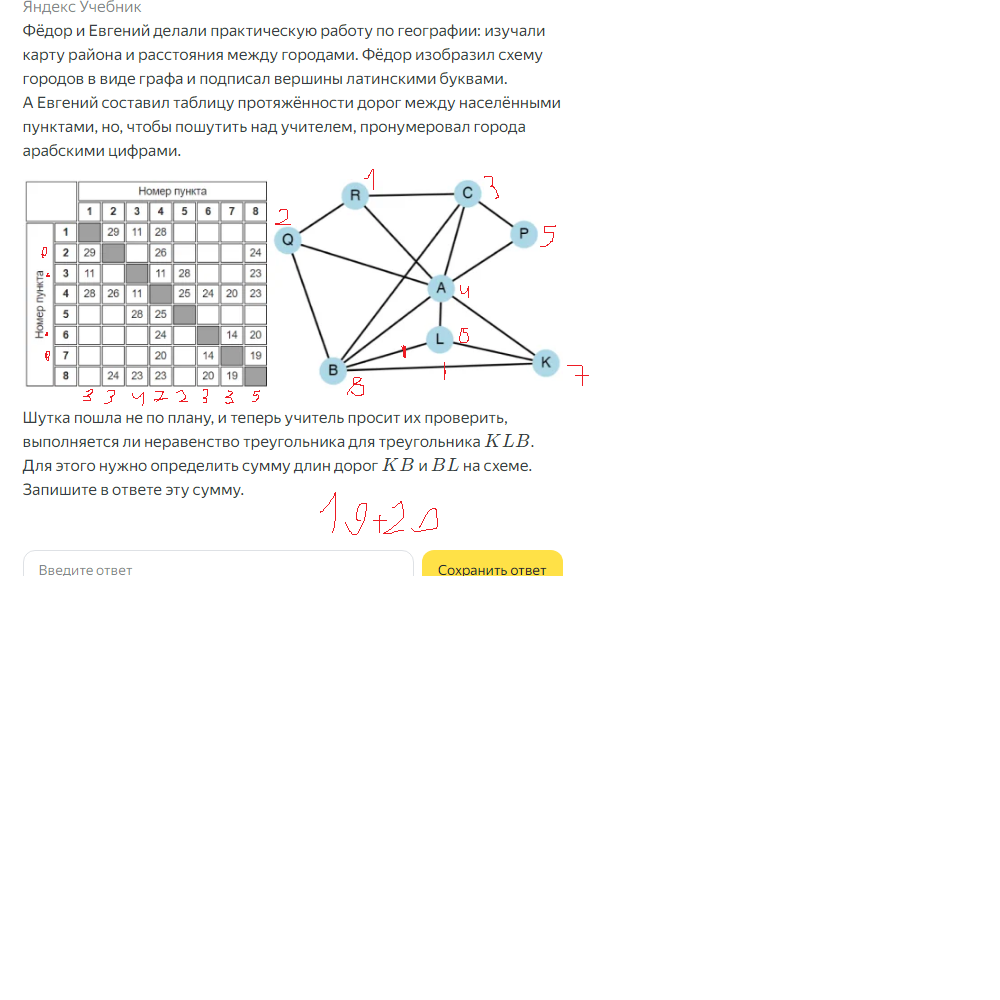 Яндекс Учебник
Фёдор и Евгений делали практическую работу по географии: изучали
карту района и расстояния между городами. Фёдор изобразил схему
городов в виде графа и подписал вершины латинскими буквами.
А Евгений составил таблицу протяжённости дорог между населёнными
пунктами, но, чтобы пошутить над учителем, пронумеровал города
арабскими цифрами.
Номер пункта
1 2 3 4 5 6 7 8
Номер пункта
1 29 11 28
2 29 26 24
3 11 11 28 23
4 28 26 11 25 24 20 23
5 28 25
6 24 14 20
7 20 14 19
8 24 23 23 20 19
3 3 4 7 2 3 3 5
R 1
C 3
2
Q
P 5
A 4
L
B
8
K
7
Шутка пошла не по плану, и теперь учитель просит их проверить,
выполняется ли неравенство треугольника для треугольника KLB.
Для этого нужно определить сумму длин дорог KB и BL на схеме.
Запишите в ответе эту сумму.
19+20
Введите ответ
Сохранить ответ